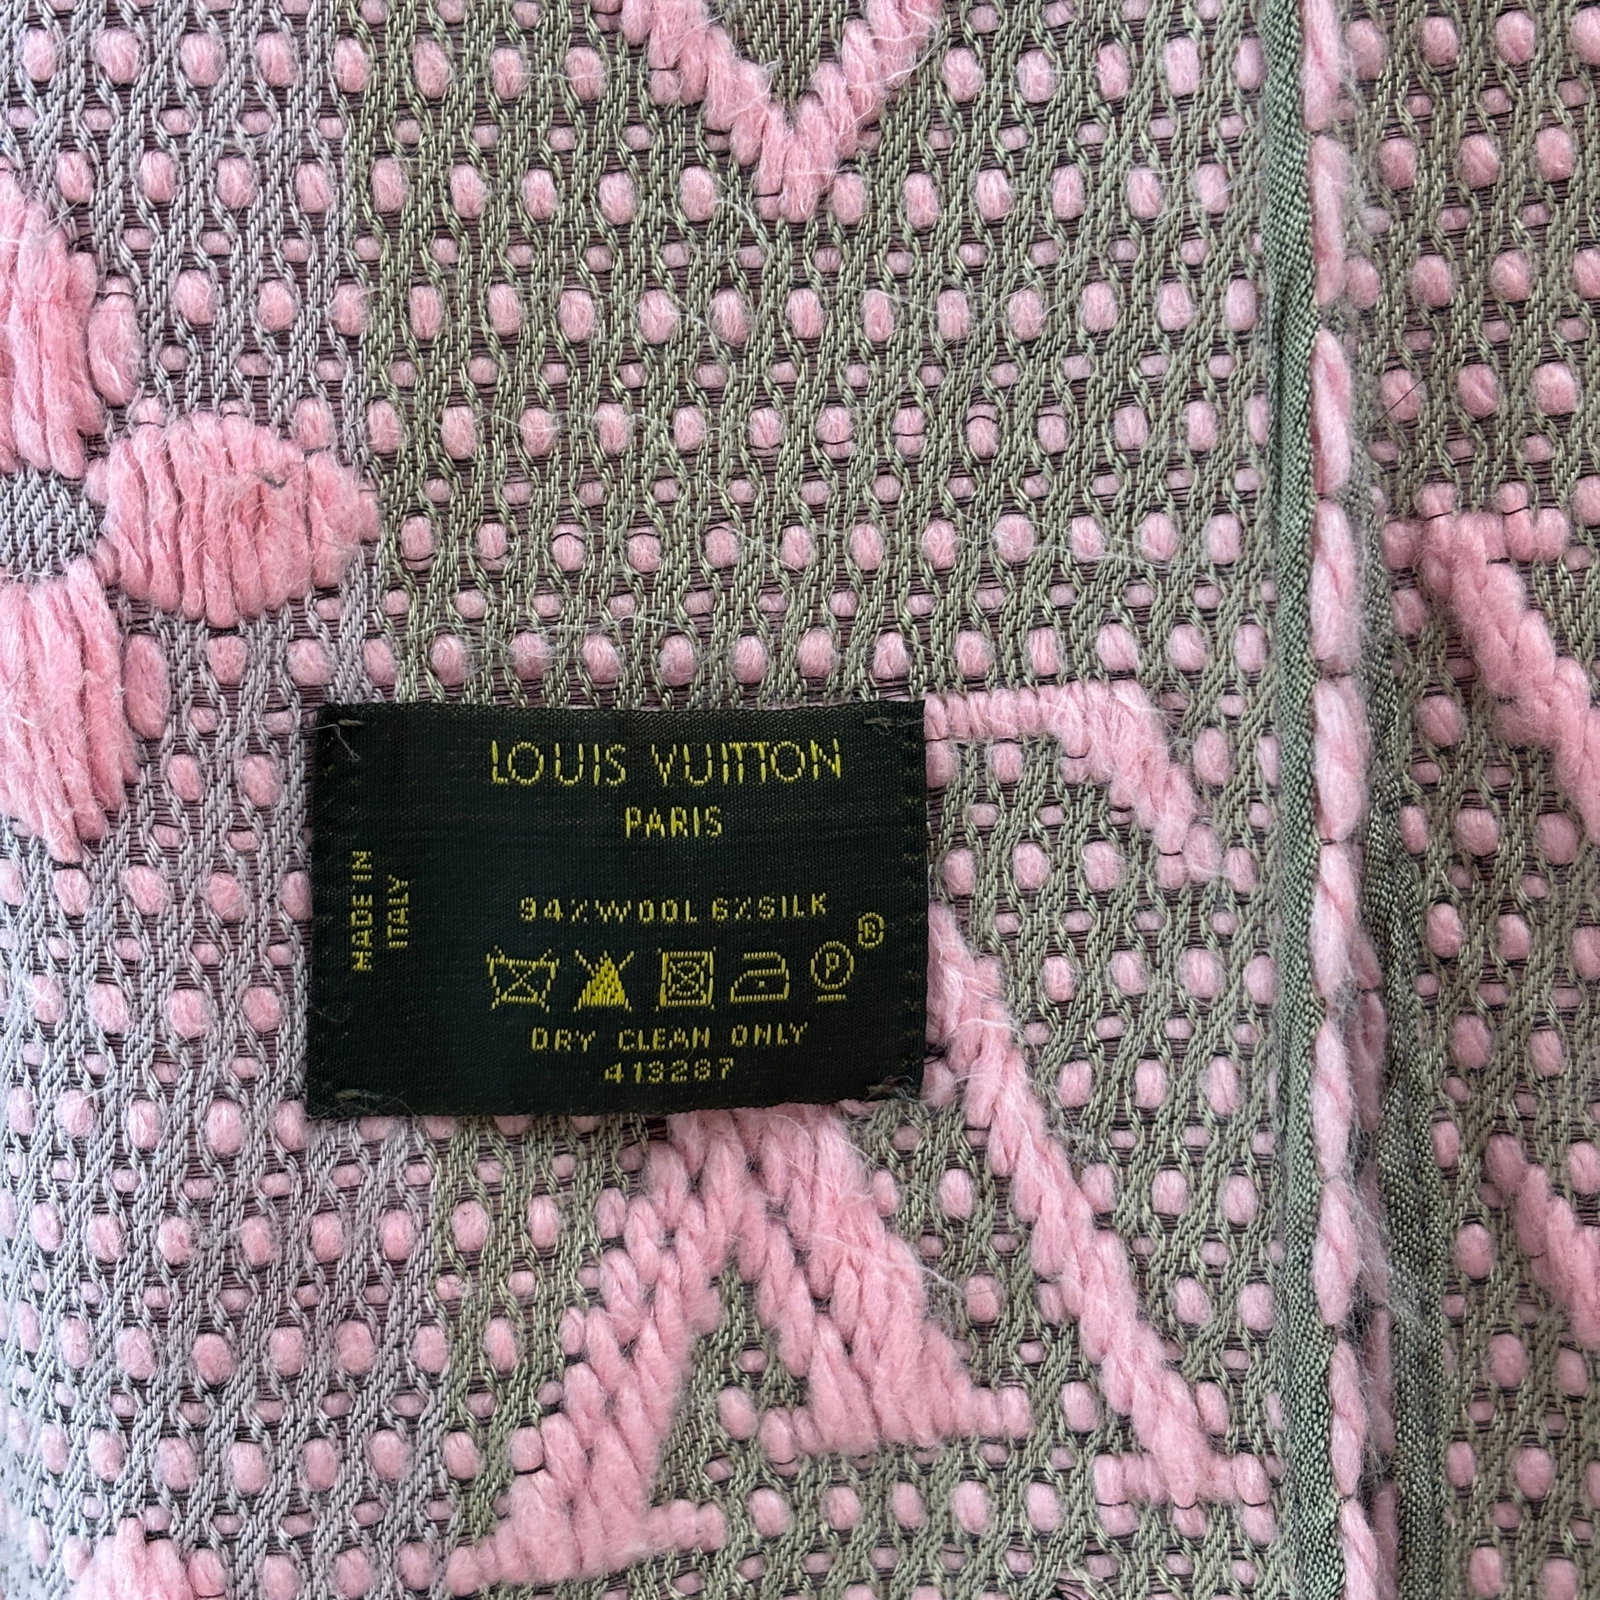 LOUIS VUITTON
PARIS
MADE IN
ITALY
94%WOOL 6%SILK
P ®
DRY CLEAN ONLY
413287